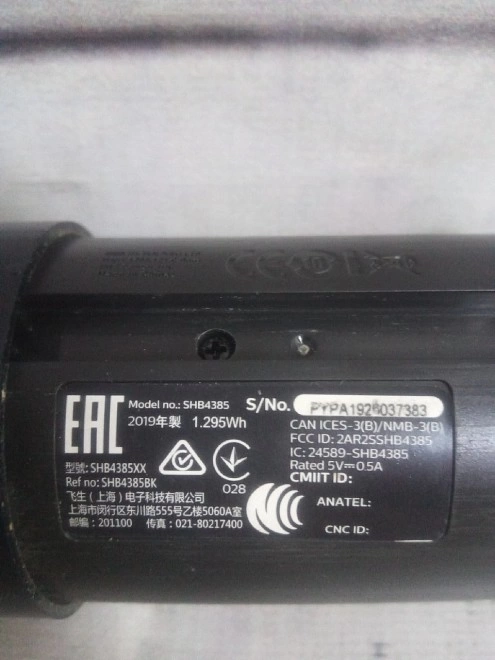 EAC
Model no.: SHB4385
S/No. PYPA1926037383
2019年製 1.295Wh
CAN ICES-3(B)/NMB-3(B)
FCC ID: 2AR2SSHB4385
IC: 24589-SHB4385
Rated 5V⎓0.5A
CMIIT ID:
型號: SHB4385XX
Ref no: SHB4385BK
028
飞生（上海）电子科技有限公司
上海市闵行区东川路555号乙楼5060A室
邮编：201100 传真：021-80217400
ANATEL:
CNC ID: